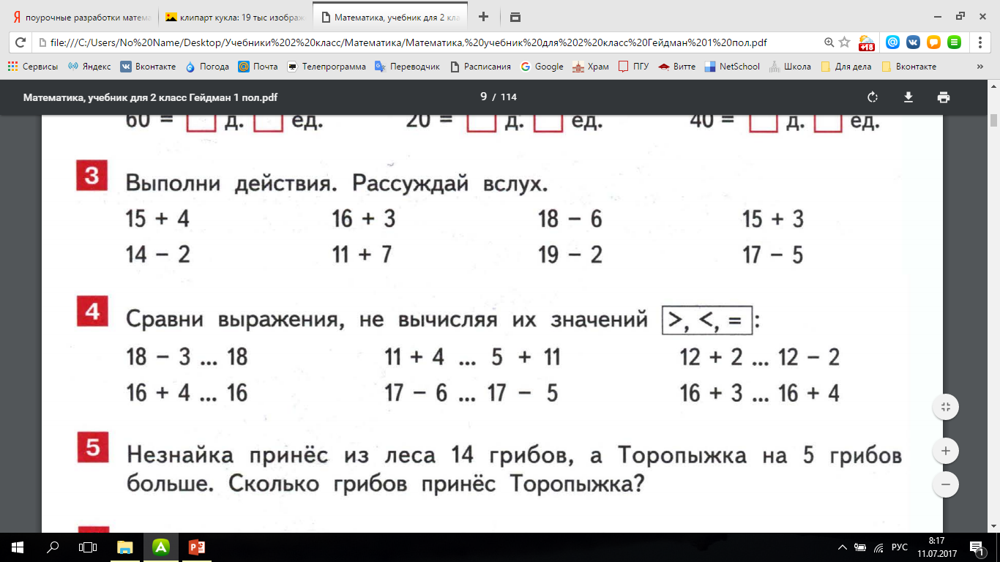 поурочные разработки матема
клипарт кукла: 19 тыс изображ
Математика, учебник для 2 кла
file:///C:/Users/No%20Name/Desktop/Учебники%202%20класс/Математика/Математика,%20учебник%20для%202%20класс%20Гейдман%201%20пол.pdf
+18
Сервисы Яндекс Вконтакте Погода Почта Телепрограмма Переводчик Расписания Google Храм ПГУ Витте NetSchool Школа Для дела Вконтакте »
Математика, учебник для 2 класс Гейдман 1 пол.pdf 9 / 114
60 = д. ед. 20 = д. ед. 40 = д. ед.
3 Выполни действия. Рассуждай вслух.
15 + 4 16 + 3 18 − 6 15 + 3
14 − 2 11 + 7 19 − 2 17 − 5
4 Сравни выражения, не вычисляя их значений >, <, = :
18 − 3 ... 18 11 + 4 ... 5 + 11 12 + 2 ... 12 − 2
16 + 4 ... 16 17 − 6 ... 17 − 5 16 + 3 ... 16 + 4
5 Незнайка принёс из леса 14 грибов, а Торопыжка на 5 грибов
больше. Сколько грибов принёс Торопыжка?
РУС
8:17
11.07.2017
1